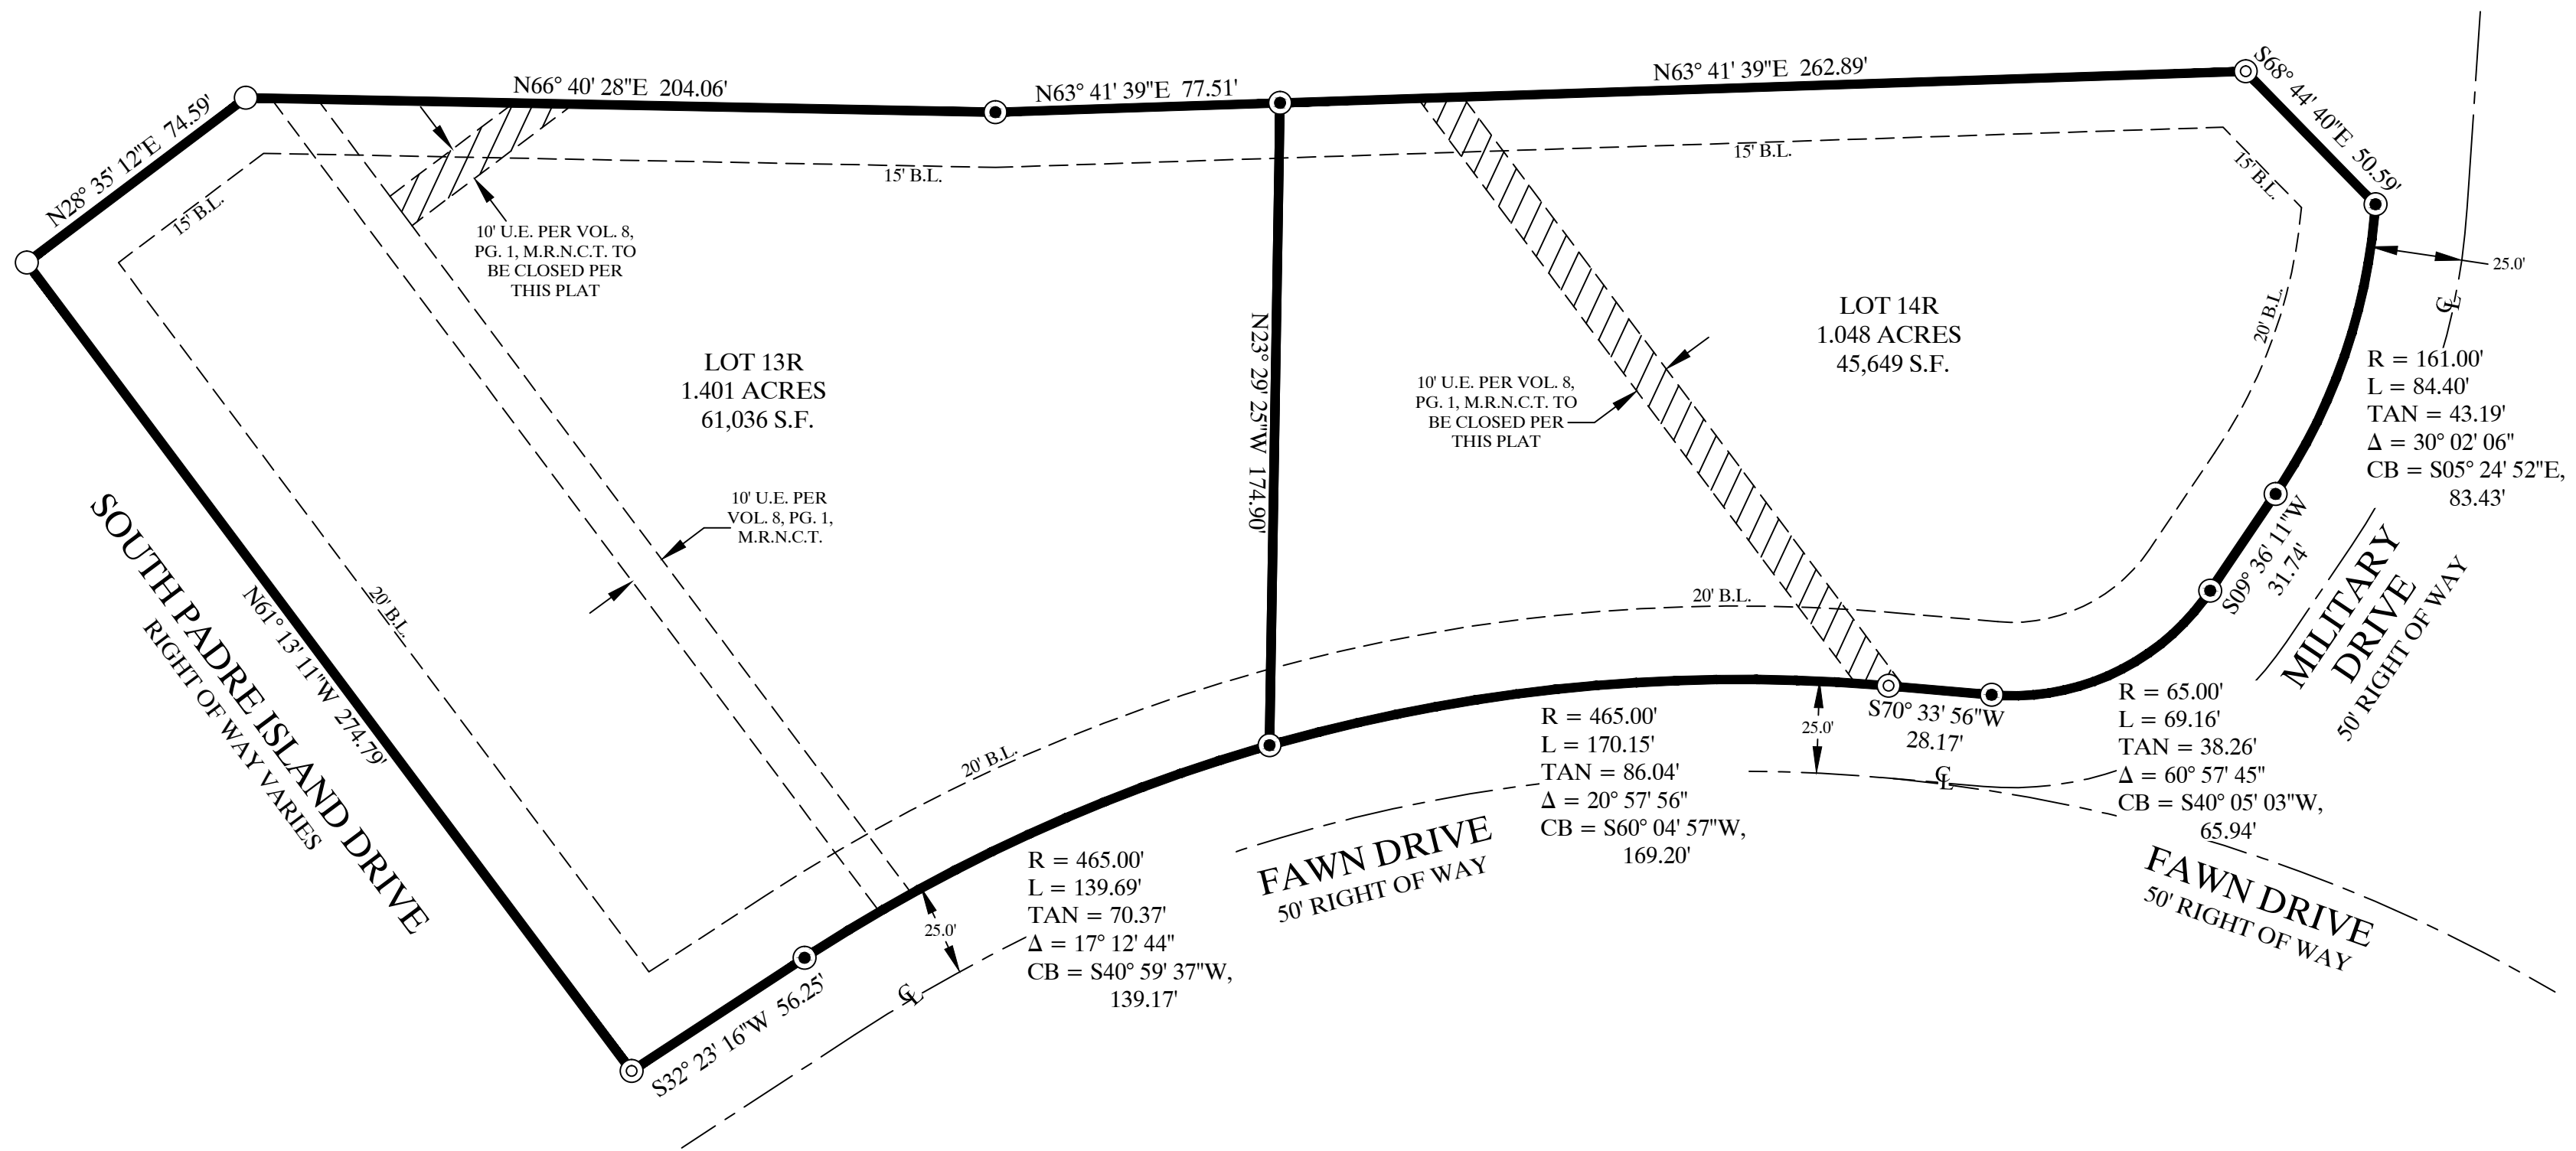 N66° 40' 28"E 204.06'
N63° 41' 39"E 77.51'
N63° 41' 39"E 262.89'
S68° 44' 40"E 50.59'
N28° 35' 12"E 74.59'
15' B.L.
15' B.L.
15' B.L.
15' B.L.
10' U.E. PER VOL. 8,
PG. 1, M.R.N.C.T. TO
BE CLOSED PER
THIS PLAT
25.0'
CL
20' B.L.
LOT 13R
1.401 ACRES
61,036 S.F.
N23° 29' 25"W 174.90'
LOT 14R
1.048 ACRES
45,649 S.F.
10' U.E. PER VOL. 8,
PG. 1, M.R.N.C.T. TO
BE CLOSED PER
THIS PLAT
R = 161.00'
L = 84.40'
TAN = 43.19'
Δ = 30° 02' 06"
CB = S05° 24' 52"E,
83.43'
10' U.E. PER
VOL. 8, PG. 1,
M.R.N.C.T.
SOUTH PADRE ISLAND DRIVE
RIGHT OF WAY VARIES
N61° 13' 11"W 274.79'
20' B.L.
20' B.L.
20' B.L.
S09° 36' 11"W
31.74'
MILITARY
DRIVE
50' RIGHT OF WAY
S70° 33' 56"W
28.17'
25.0'
CL
R = 65.00'
L = 69.16'
TAN = 38.26'
Δ = 60° 57' 45"
CB = S40° 05' 03"W,
65.94'
R = 465.00'
L = 170.15'
TAN = 86.04'
Δ = 20° 57' 56"
CB = S60° 04' 57"W,
169.20'
FAWN DRIVE
50' RIGHT OF WAY
FAWN DRIVE
50' RIGHT OF WAY
R = 465.00'
L = 139.69'
TAN = 70.37'
Δ = 17° 12' 44"
CB = S40° 59' 37"W,
139.17'
25.0'
CL
S32° 23' 16"W 56.25'